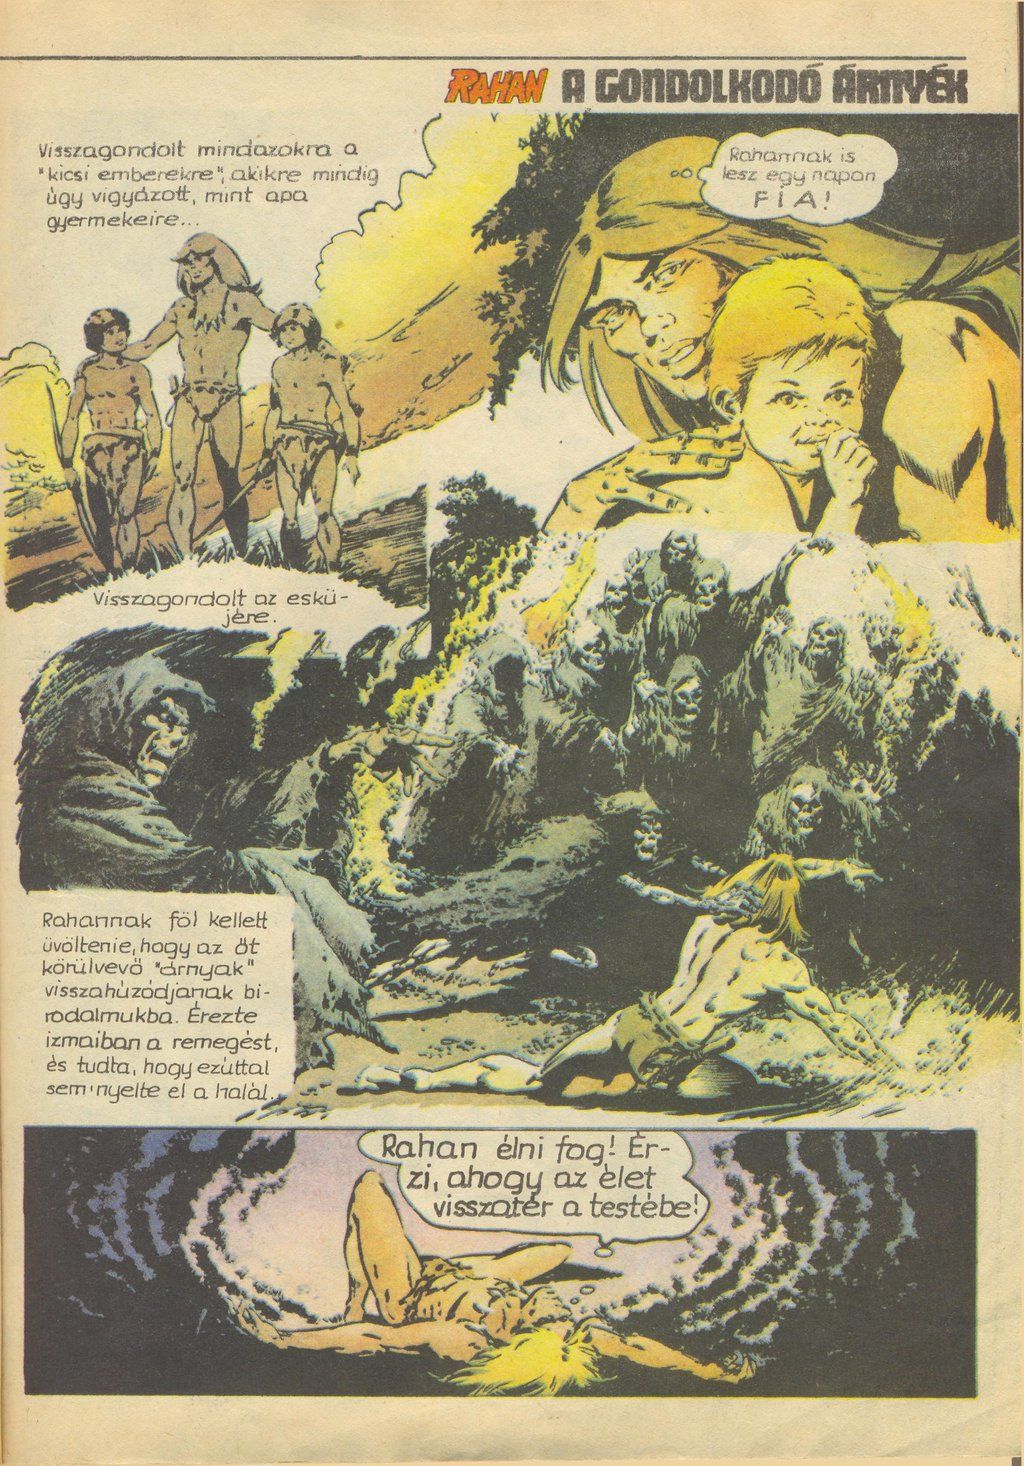 RAHAN A GONDOLKODÓ ÁRNYÉK
Visszagondolt mindazokra a
"kicsi emberekre", akikre mindig
úgy vigyázott, mint apa
gyermekeire...
Rahannak is
lesz egy napon
FIA!
Visszagondolt az eskü-
jére.
Rahannak föl kellett
üvöltenie, hogy az őt
körülvevő "árnyak"
visszahúzódjanak bi-
rodalmukba. Érezte
izmaiban a remegést,
és tudta, hogy ezúttal
sem nyelte el a halál.
Rahan élni fog! Ér-
zi, ahogy az élet
visszatér a testébe!